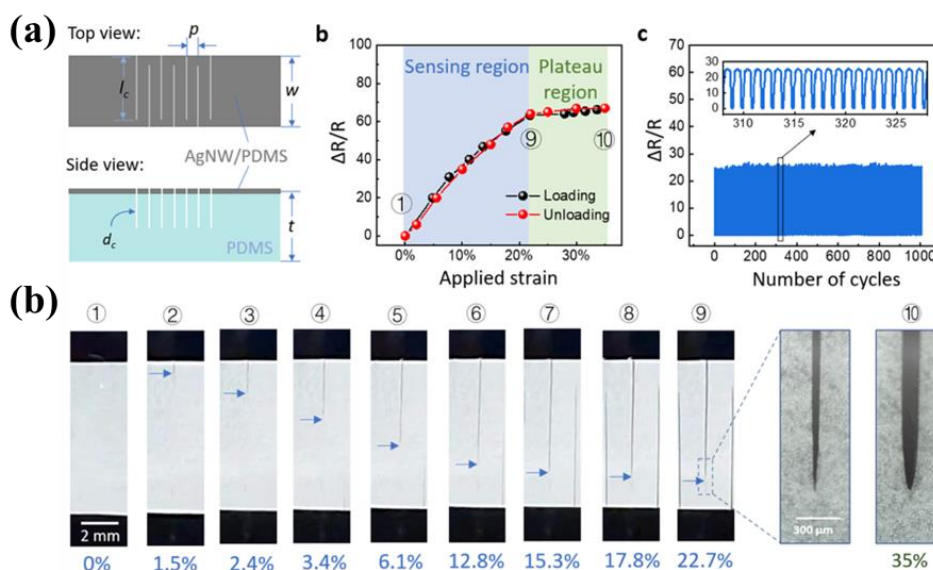 (a)
Top view:
p
l_c
w
AgNW/PDMS
Side view:
d_c
PDMS
t
b
100
80
60
40
20
0
ΔR/R
Sensing region
Plateau
region
①
⑨
⑩
Loading
Unloading
0% 10% 20% 30%
Applied strain
c
70
60
50
40
30
20
10
0
ΔR/R
30
20
10
0
310 315 320 325
0 200 400 600 800 1000
Number of cycles
(b)
① ② ③ ④ ⑤ ⑥ ⑦ ⑧ ⑨ ⑩
2 mm
300 μm
0% 1.5% 2.4% 3.4% 6.1% 12.8% 15.3% 17.8% 22.7% 35%